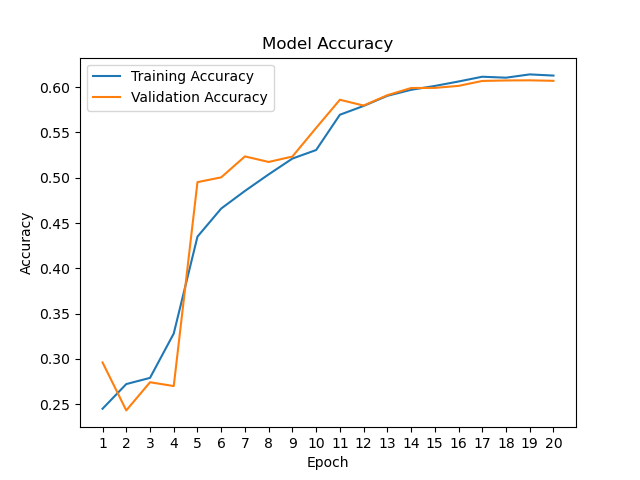 Model Accuracy
Training Accuracy
Validation Accuracy
0.60
0.55
0.50
0.45
0.40
0.35
0.30
0.25
Accuracy
1 2 3 4 5 6 7 8 9 10 11 12 13 14 15 16 17 18 19 20
Epoch